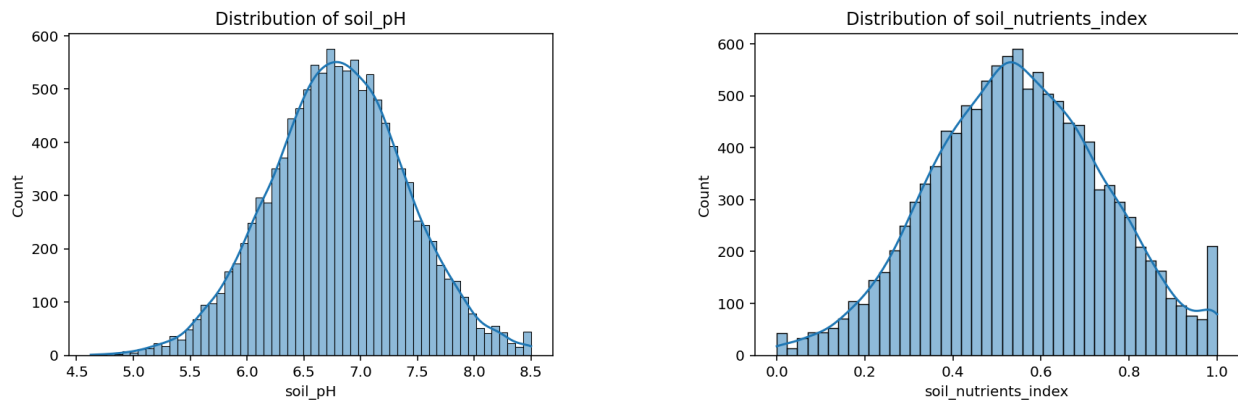 Distribution of soil_pH
Count
600
500
400
300
200
100
0
4.5 5.0 5.5 6.0 6.5 7.0 7.5 8.0 8.5
soil_pH
Distribution of soil_nutrients_index
Count
600
500
400
300
200
100
0
0.0 0.2 0.4 0.6 0.8 1.0
soil_nutrients_index